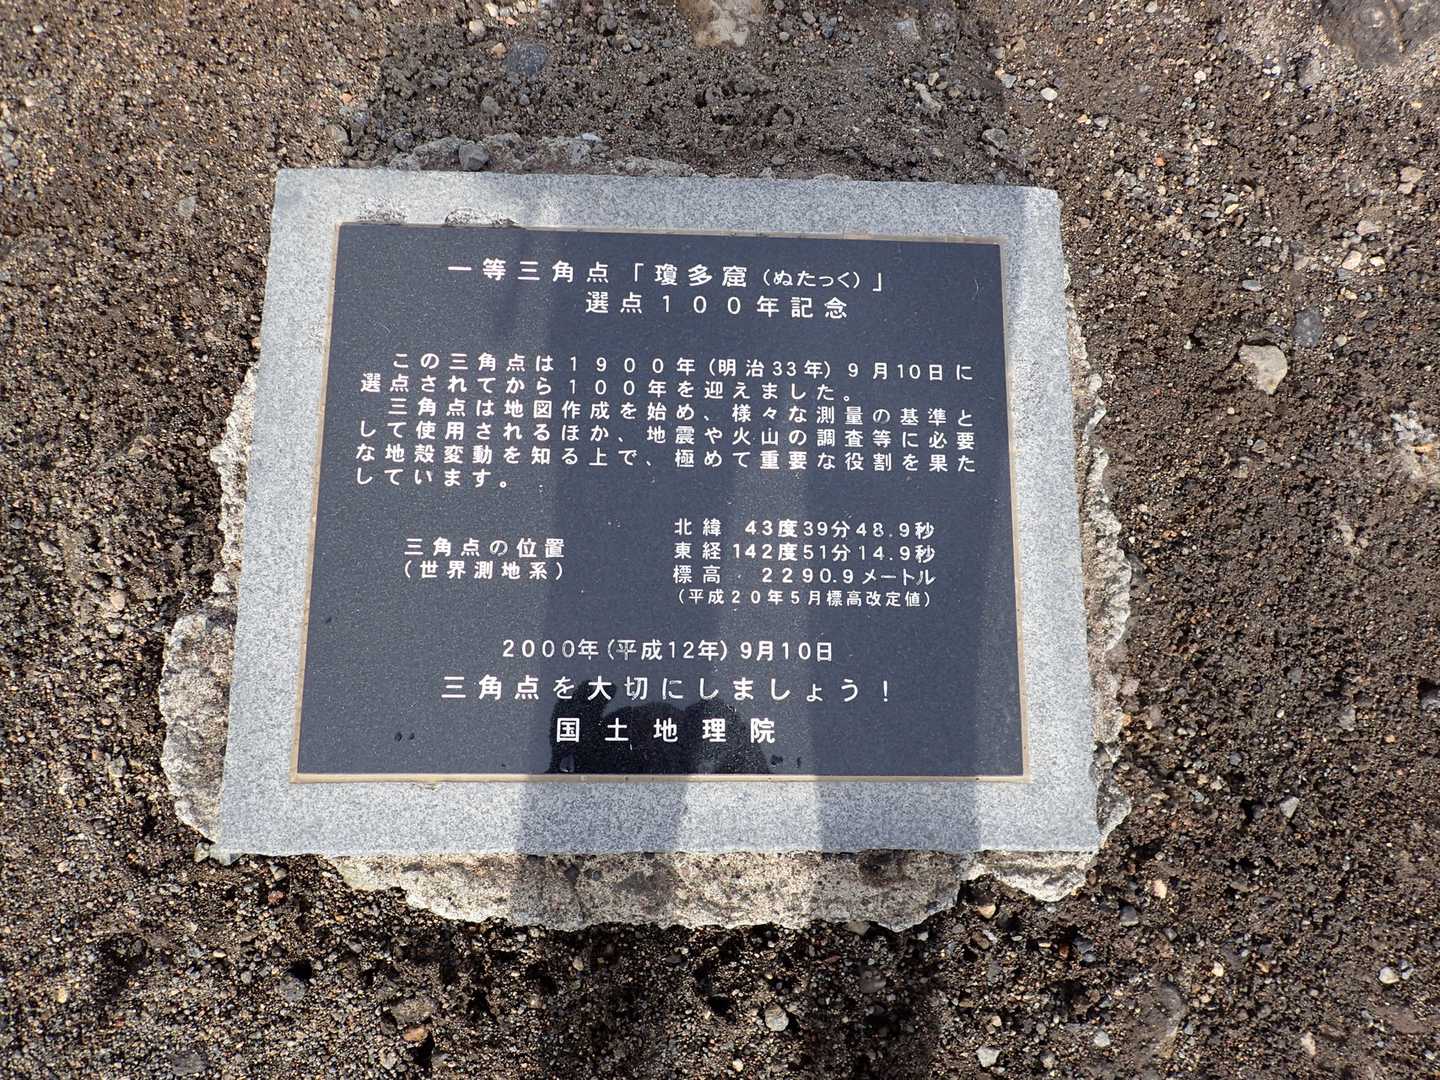 一等三角点「瓊多窟(ぬたっく)」
選点100年記念
この三角点は1900年(明治33年)9月10日に
選点されてから100年を迎えました。
三角点は地図作成を始め、様々な測量の基準と
して使用されるほか、地震や火山の調査等に必要
な地殻変動を知る上で、極めて重要な役割を果た
しています。
三角点の位置
(世界測地系)
北緯 43度39分48.9秒
東経142度51分14.9秒
標高 2290.9メートル
(平成20年5月標高改定値)
2000年(平成12年)9月10日
三角点を大切にしましょう!
国土地理院